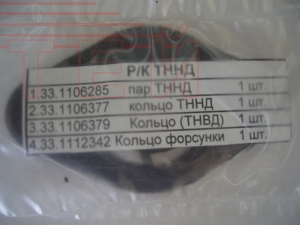 Р/К ТННД
1.33.1106285 пар ТННД 1 шт.
2.33.1106377 кольцо ТННД 1 шт.
3.33.1106379 Кольцо (ТНВД) 1 шт.
4.33.1112342 Кольцо форсунки 1 шт.